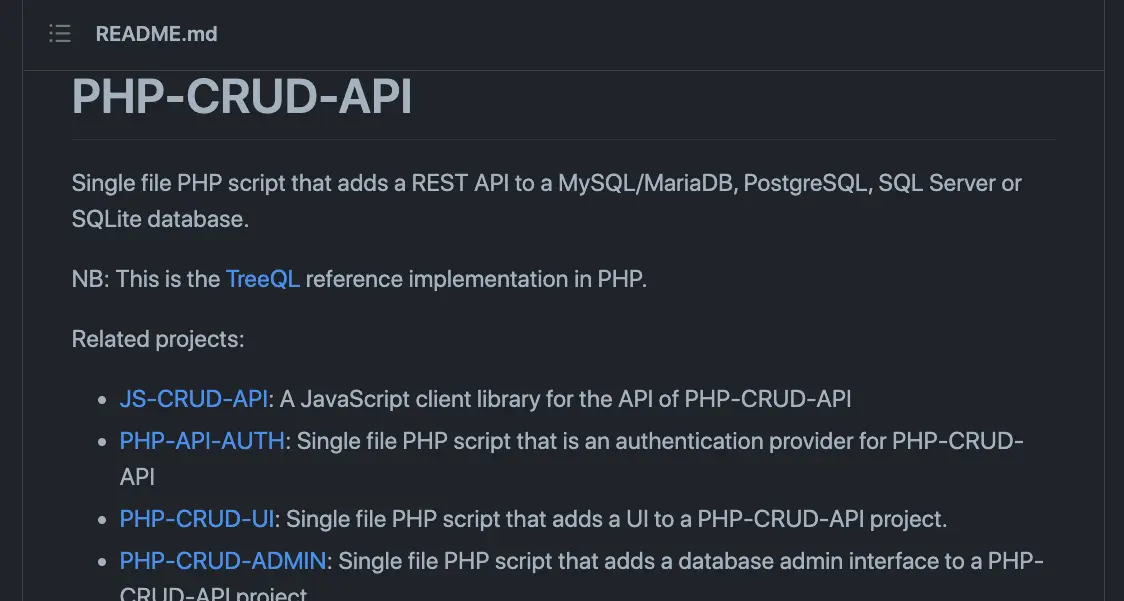 README.md
PHP-CRUD-API
Single file PHP script that adds a REST API to a MySQL/MariaDB, PostgreSQL, SQL Server or
SQLite database.
NB: This is the TreeQL reference implementation in PHP.
Related projects:
JS-CRUD-API: A JavaScript client library for the API of PHP-CRUD-API
PHP-API-AUTH: Single file PHP script that is an authentication provider for PHP-CRUD-
API
PHP-CRUD-UI: Single file PHP script that adds a UI to a PHP-CRUD-API project.
PHP-CRUD-ADMIN: Single file PHP script that adds a database admin interface to a PHP-
CRUD-API project